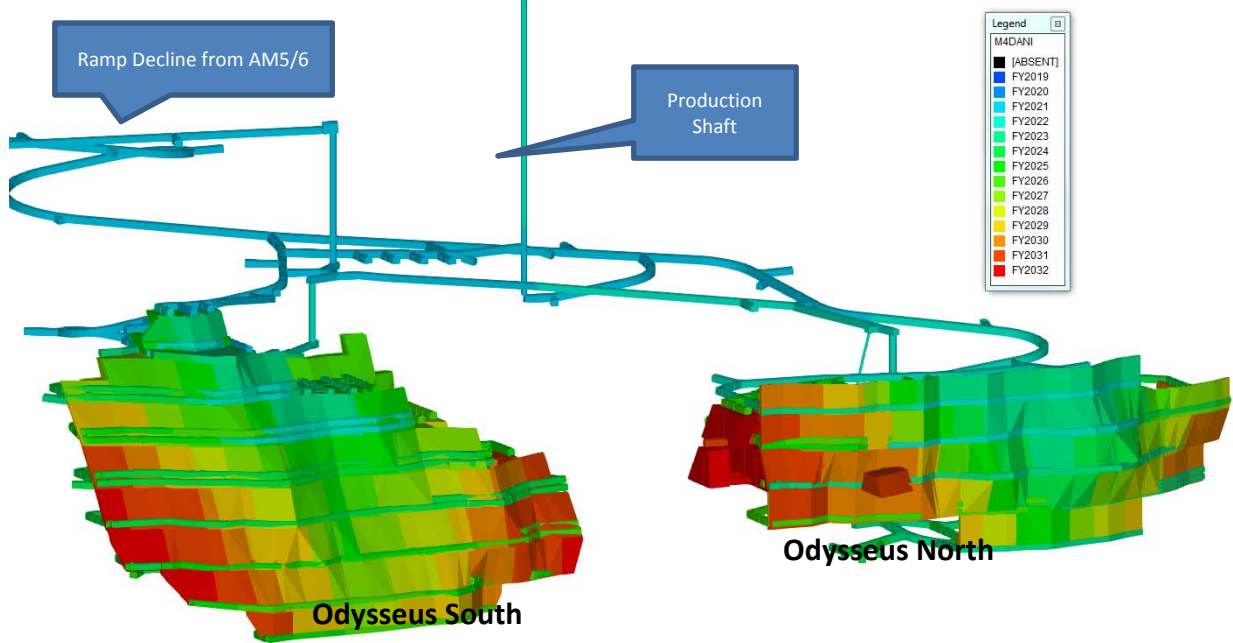 Ramp Decline from AM5/6
Production
Shaft
Legend
M4DANI
[ABSENT]
FY2019
FY2020
FY2021
FY2022
FY2023
FY2024
FY2025
FY2026
FY2027
FY2028
FY2029
FY2030
FY2031
FY2032
Odysseus North
Odysseus South